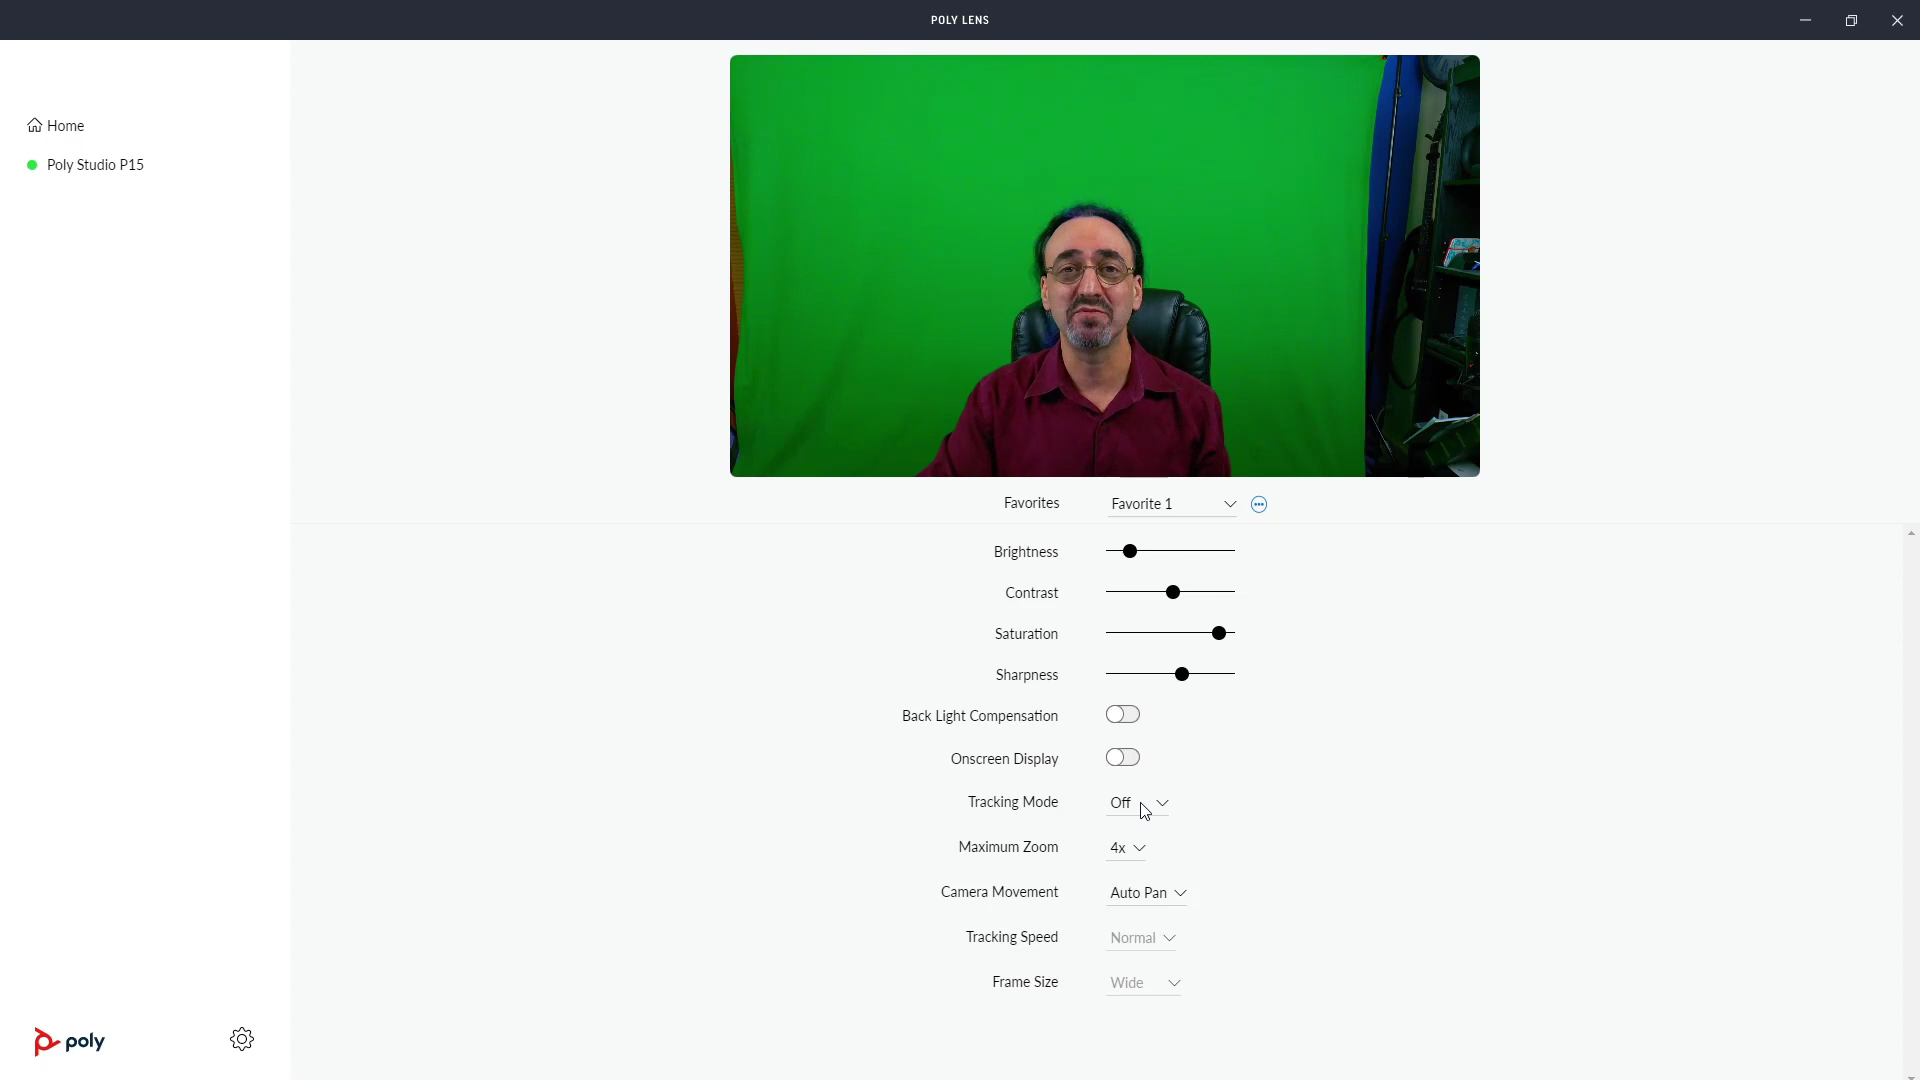 POLY LENS
Home
Poly Studio P15
Favorites Favorite 1
Brightness
Contrast
Saturation
Sharpness
Back Light Compensation
Onscreen Display
Tracking Mode Off
Maximum Zoom 4x
Camera Movement Auto Pan
Tracking Speed Normal
Frame Size Wide
poly